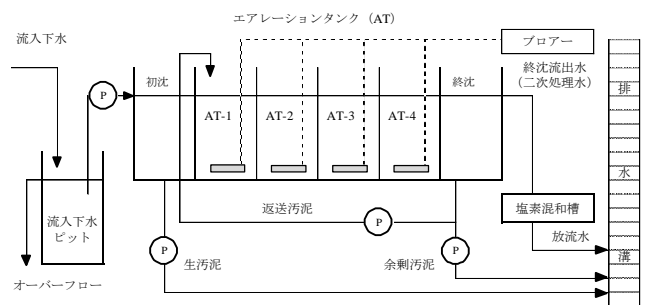 エアレーションタンク（AT）
流入下水
ブロアー
P
初沈
終沈
終沈流出水
（二次処理水）
排
AT-1
AT-2
AT-3
AT-4
水
返送汚泥
塩素混和槽
流入下水
ピット
P
放流水
P
生汚泥
余剰汚泥
P
溝
オーバーフロー